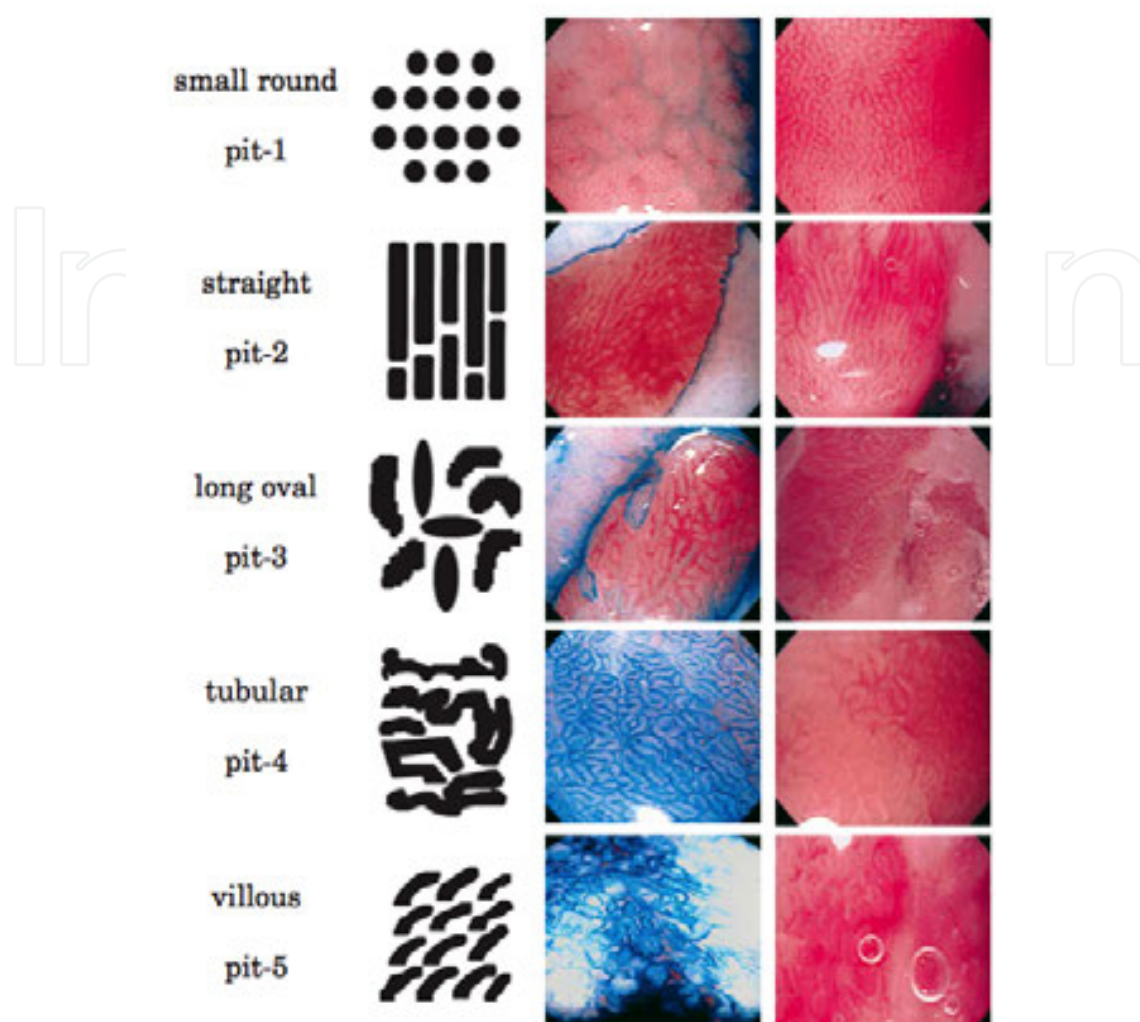 small round
pit-1
straight
pit-2
long oval
pit-3
tubular
pit-4
villous
pit-5